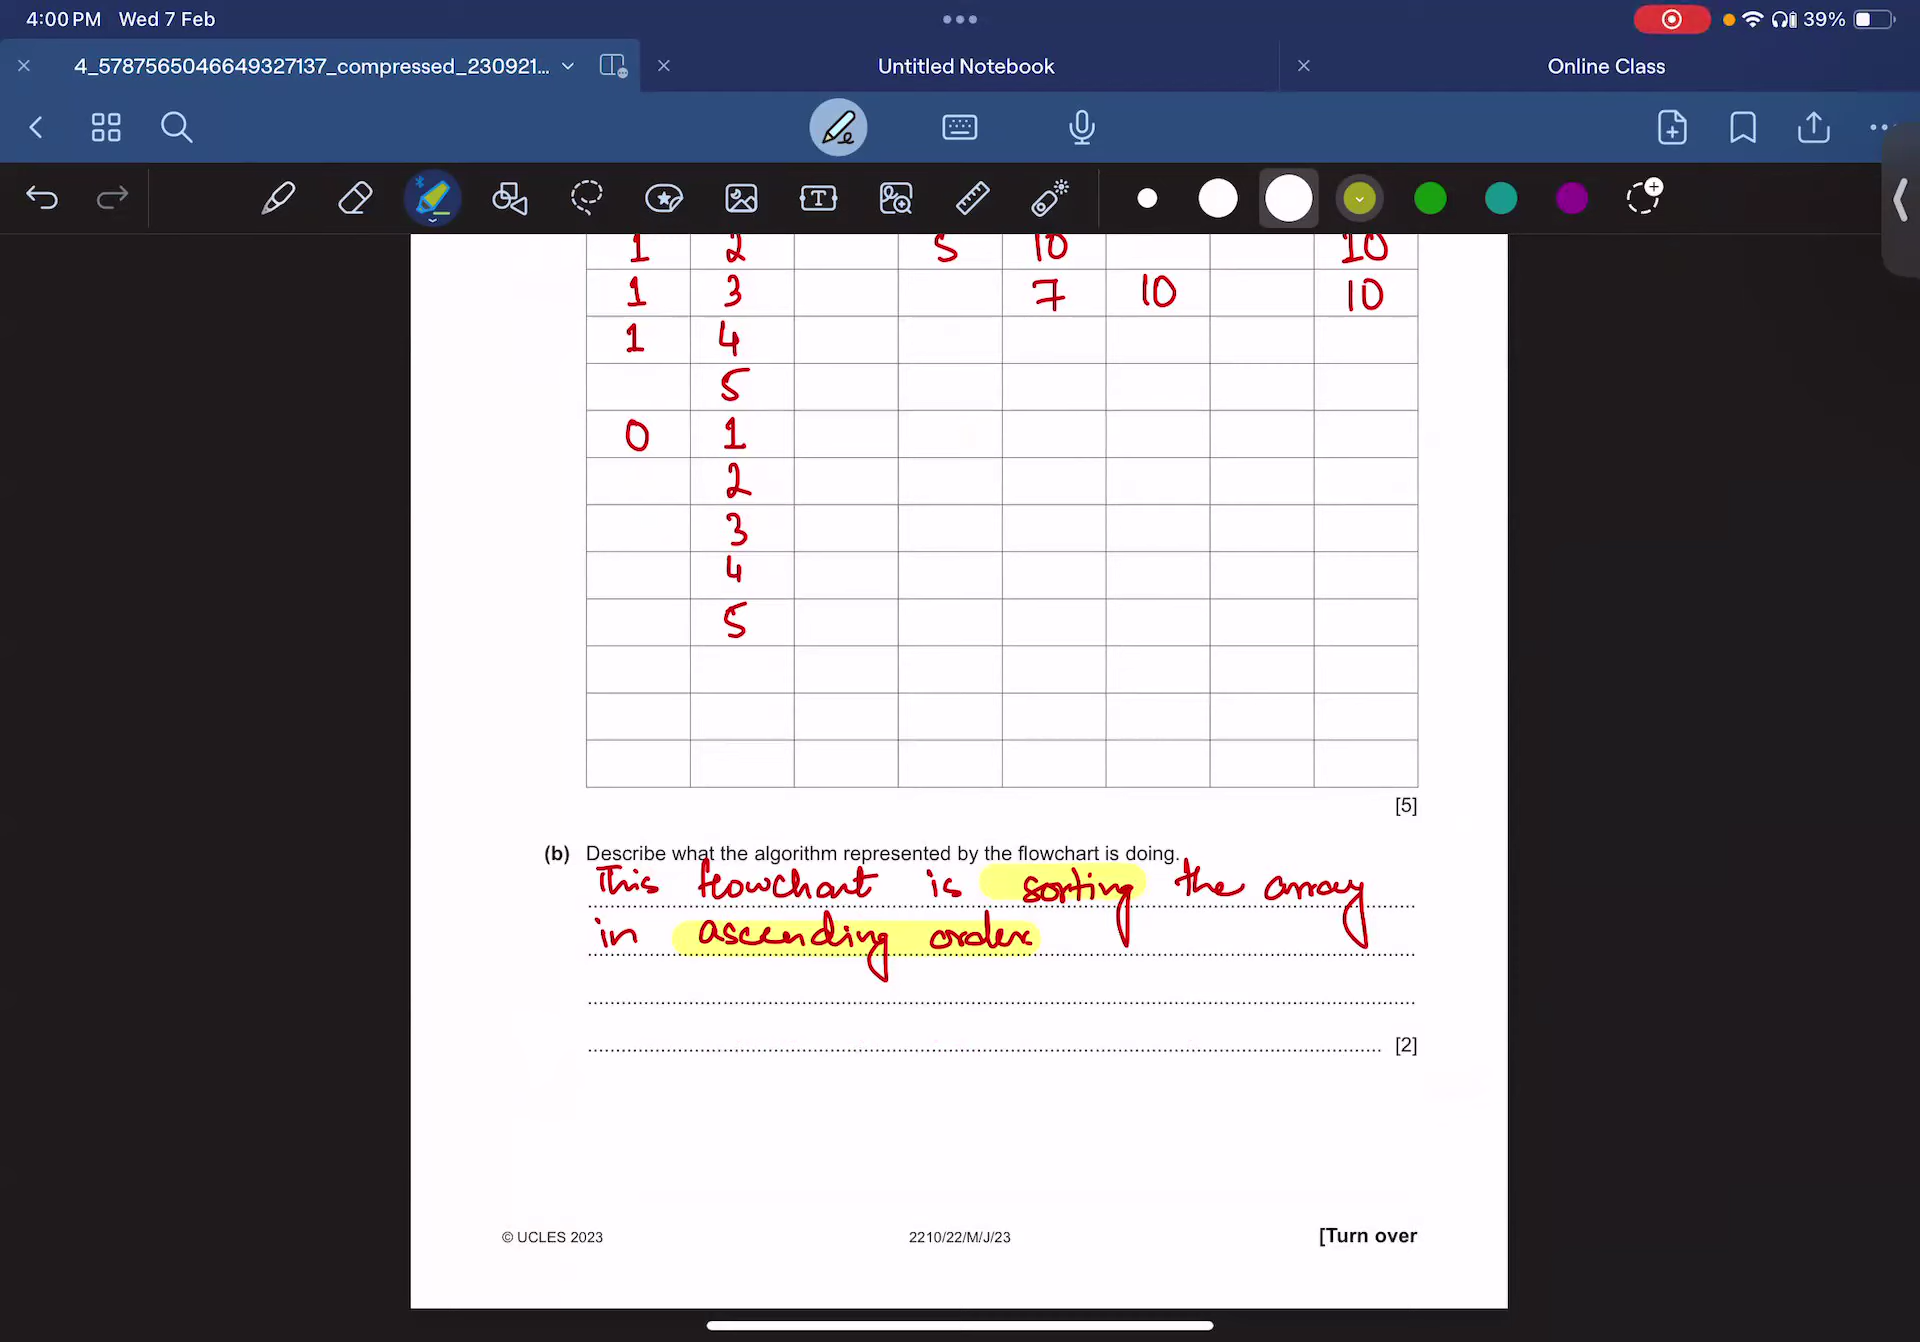 4:00 PM Wed 7 Feb
39%
4_5787565046649327137_compressed_230921...
Untitled Notebook
Online Class
1 2 5 10 10
1 3 7 10 10
1 4
5
0 1
2
3
4
5
[5]
(b) Describe what the algorithm represented by the flowchart is doing.
This flowchart is sorting the array
in ascending order
[2]
© UCLES 2023
2210/22/M/J/23
[Turn over